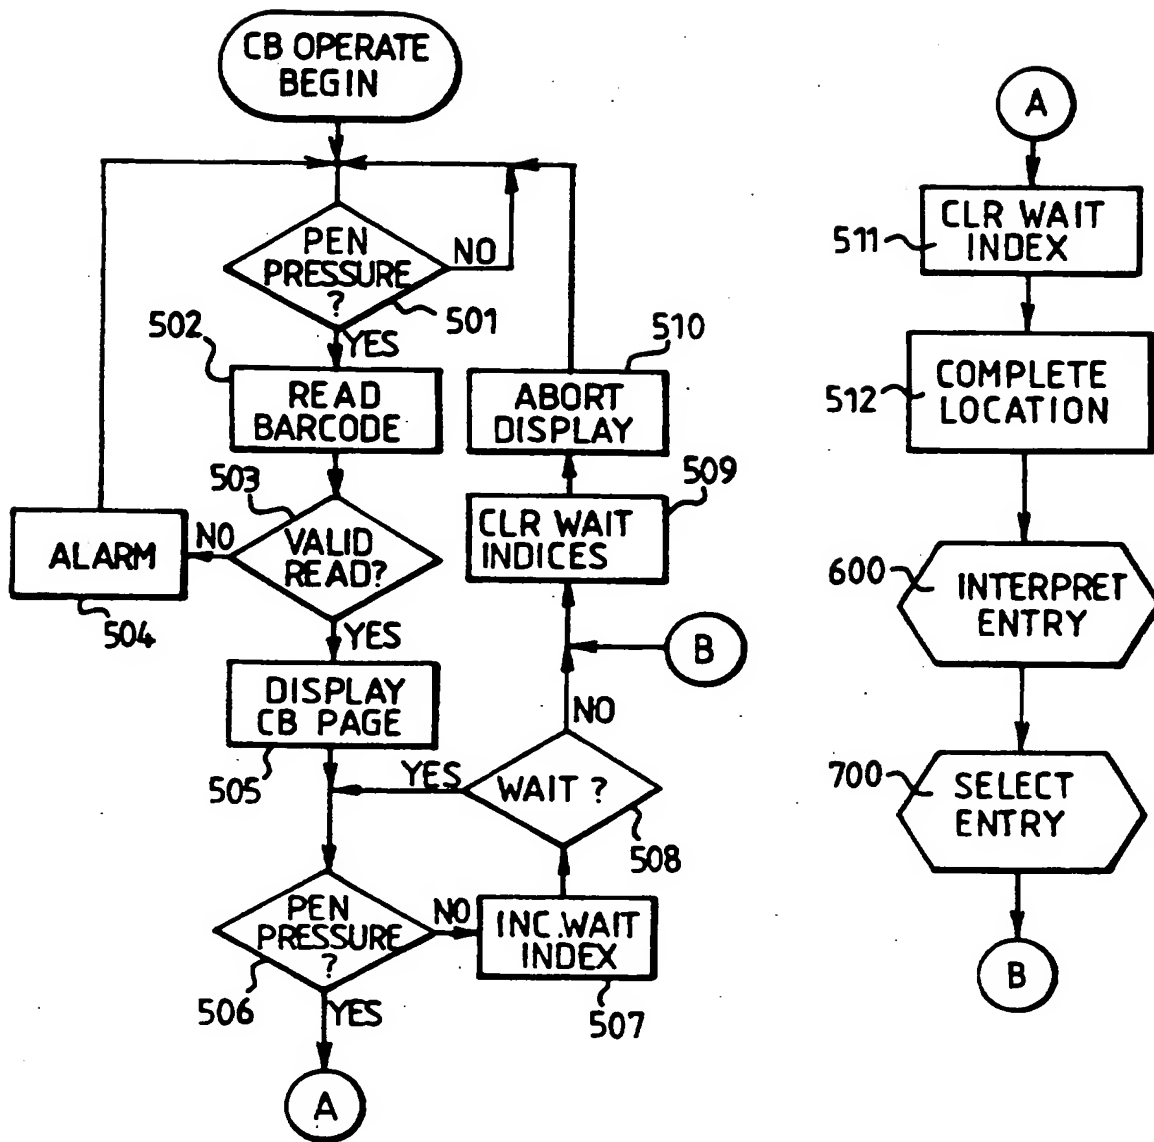 CB OPERATE
BEGIN
PEN
PRESSURE
?
NO
501
YES
502
READ
BARCODE
503
VALID
READ?
NO
ALARM
504
YES
DISPLAY
CB PAGE
505
PEN
PRESSURE
?
506
NO
YES
A
INC.WAIT
INDEX
507
WAIT ?
508
YES
NO
B
CLR WAIT
INDICES
509
ABORT
DISPLAY
510
A
511
CLR WAIT
INDEX
512
COMPLETE
LOCATION
600
INTERPRET
ENTRY
700
SELECT
ENTRY
B